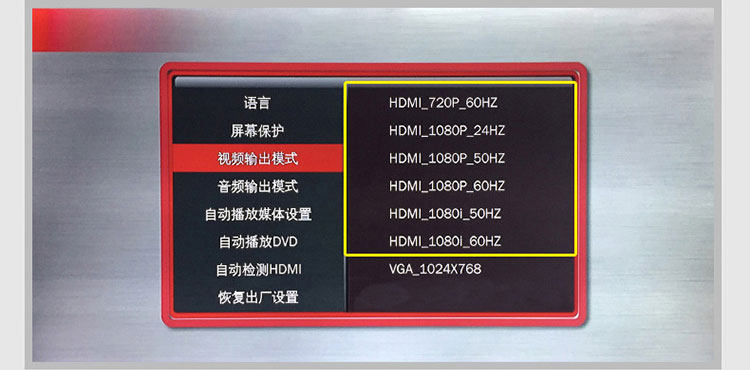 语言
屏幕保护
视频输出模式
音频输出模式
自动播放媒体设置
自动播放DVD
自动检测HDMI
恢复出厂设置
HDMI_720P_60HZ
HDMI_1080P_24HZ
HDMI_1080P_50HZ
HDMI_1080P_60HZ
HDMI_1080i_50HZ
HDMI_1080i_60HZ
VGA_1024X768